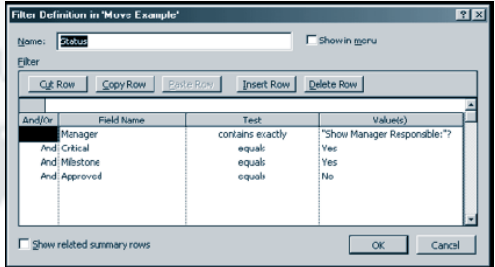 Filter Definition in 'Move Example'
Name: Status Show in menu
Filter
Cut Row Copy Row Paste Row Insert Row Delete Row
And/Or Field Name Test Value(s)
Manager contains exactly "Show Manager Responsible:"?
And Critical equals Yes
And Milestone equals Yes
And Approved equals No
Show related summary rows OK Cancel